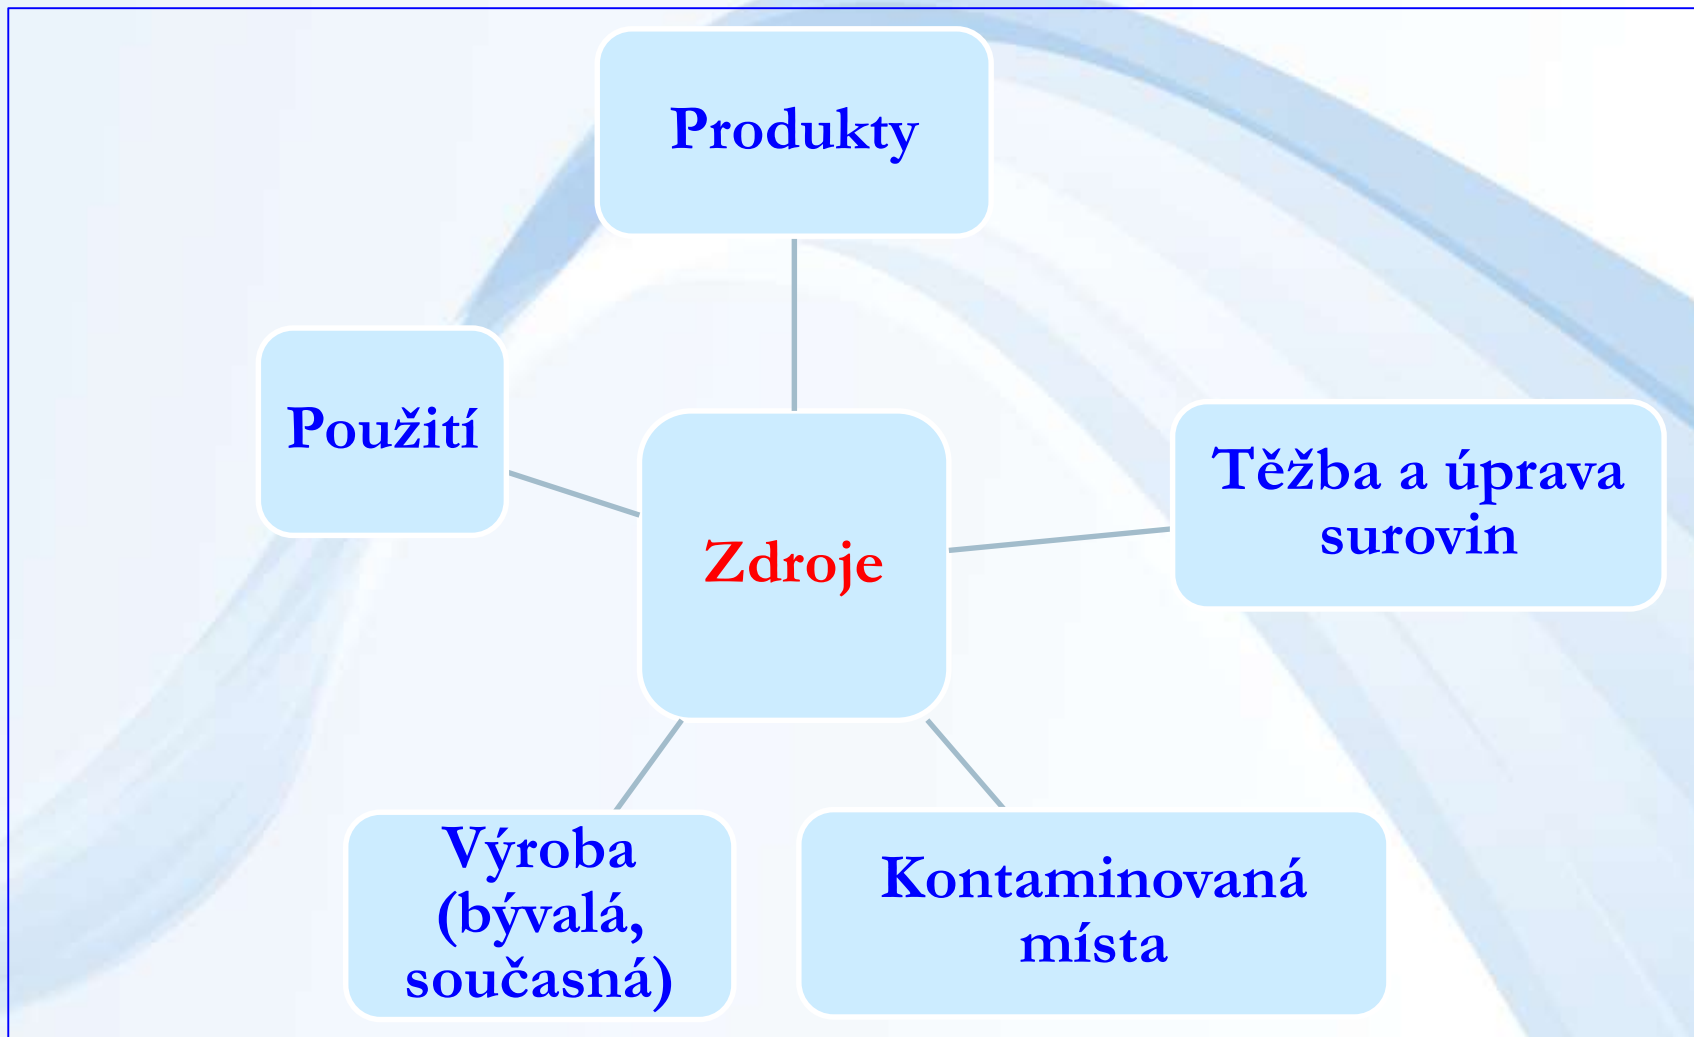 Produkty
Použití
Těžba a úprava
surovin
Zdroje
Výroba
(bývalá,
současná)
Kontaminovaná
místa